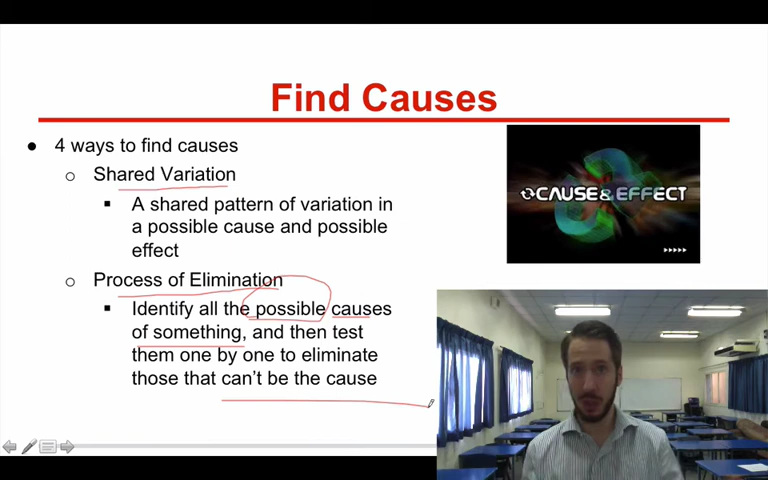 Find Causes
4 ways to find causes
Shared Variation
A shared pattern of variation in
a possible cause and possible
effect
CAUSE & EFFECT
Process of Elimination
Identify all the possible causes
of something, and then test
them one by one to eliminate
those that can't be the cause